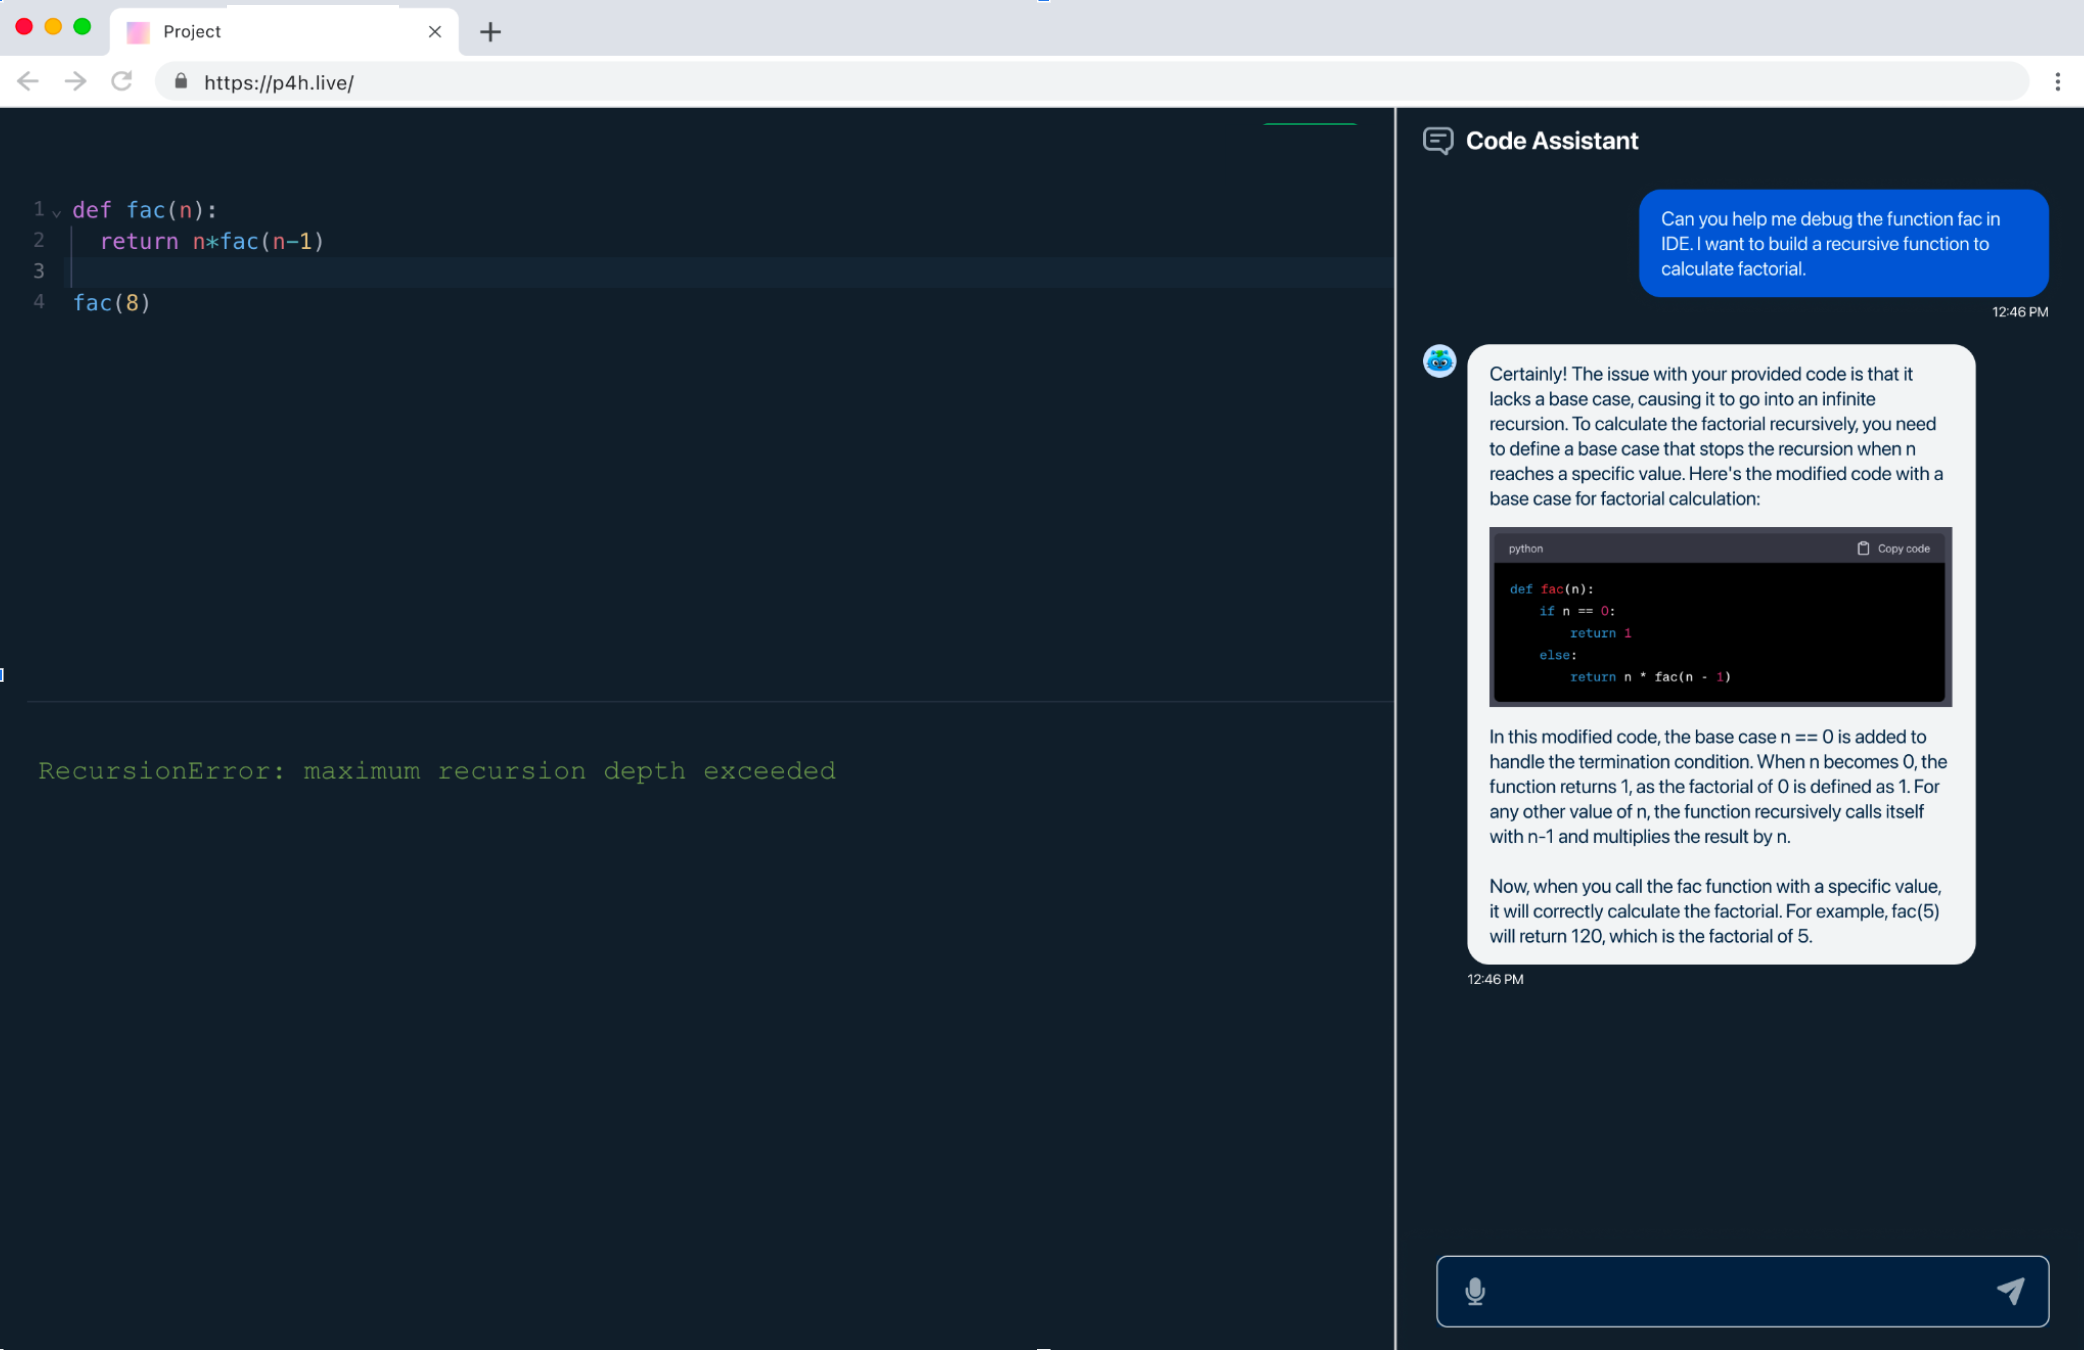 Project
https://p4h.live/
1 def fac(n):
2 return n*fac(n-1)
3
4 fac(8)
RecursionError: maximum recursion depth exceeded
Code Assistant
Can you help me debug the function fac in
IDE. I want to build a recursive function to
calculate factorial.
12:46 PM
Certainly! The issue with your provided code is that it
lacks a base case, causing it to go into an infinite
recursion. To calculate the factorial recursively, you need
to define a base case that stops the recursion when n
reaches a specific value. Here's the modified code with a
base case for factorial calculation:
python Copy code
def fac(n):
if n == 0:
return 1
else:
return n * fac(n - 1)
In this modified code, the base case n == 0 is added to
handle the termination condition. When n becomes 0, the
function returns 1, as the factorial of 0 is defined as 1. For
any other value of n, the function recursively calls itself
with n-1 and multiplies the result by n.
Now, when you call the fac function with a specific value,
it will correctly calculate the factorial. For example, fac(5)
will return 120, which is the factorial of 5.
12:46 PM